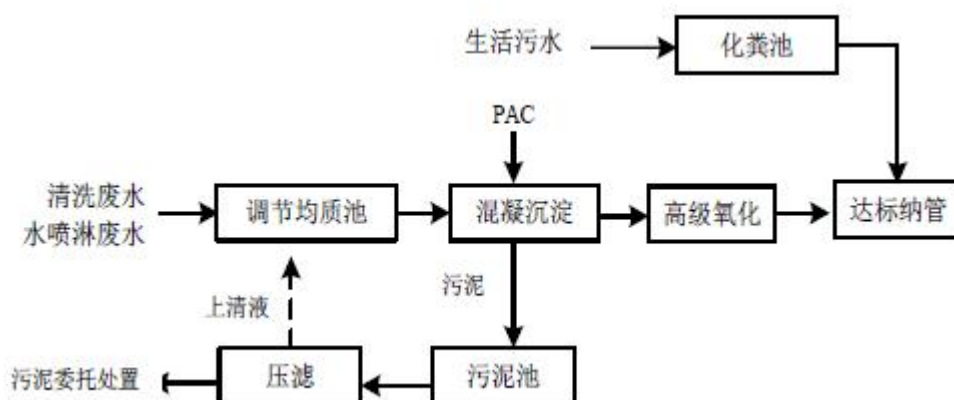 生活污水
化粪池
PAC
清洗废水
水喷淋废水
调节均质池
混凝沉淀
高级氧化
达标纳管
上清液
污泥
污泥委托处置
压滤
污泥池